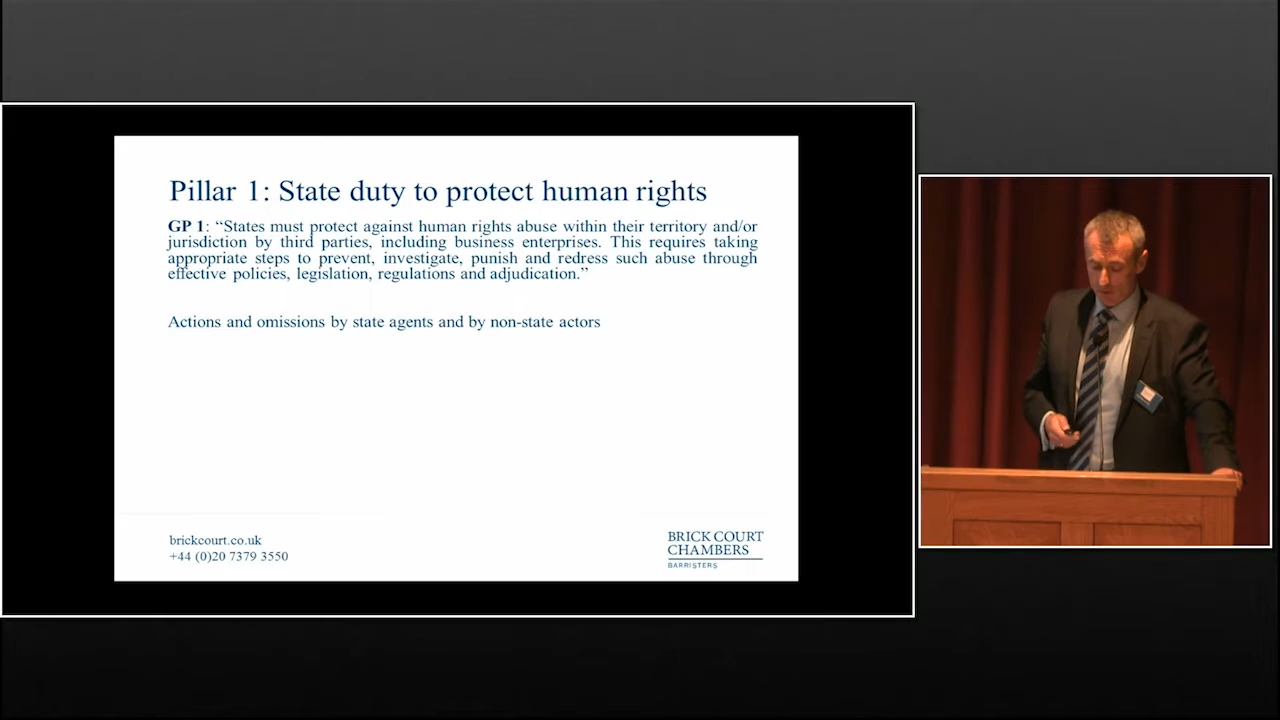 Pillar 1: State duty to protect human rights
GP 1: “States must protect against human rights abuse within their territory and/or
jurisdiction by third parties, including business enterprises. This requires taking
appropriate steps to prevent, investigate, punish and redress such abuse through
effective policies, legislation, regulations and adjudication.”
Actions and omissions by state agents and by non-state actors
brickcourt.co.uk
+44 (0)20 7379 3550
BRICK COURT
CHAMBERS
BARRISTERS